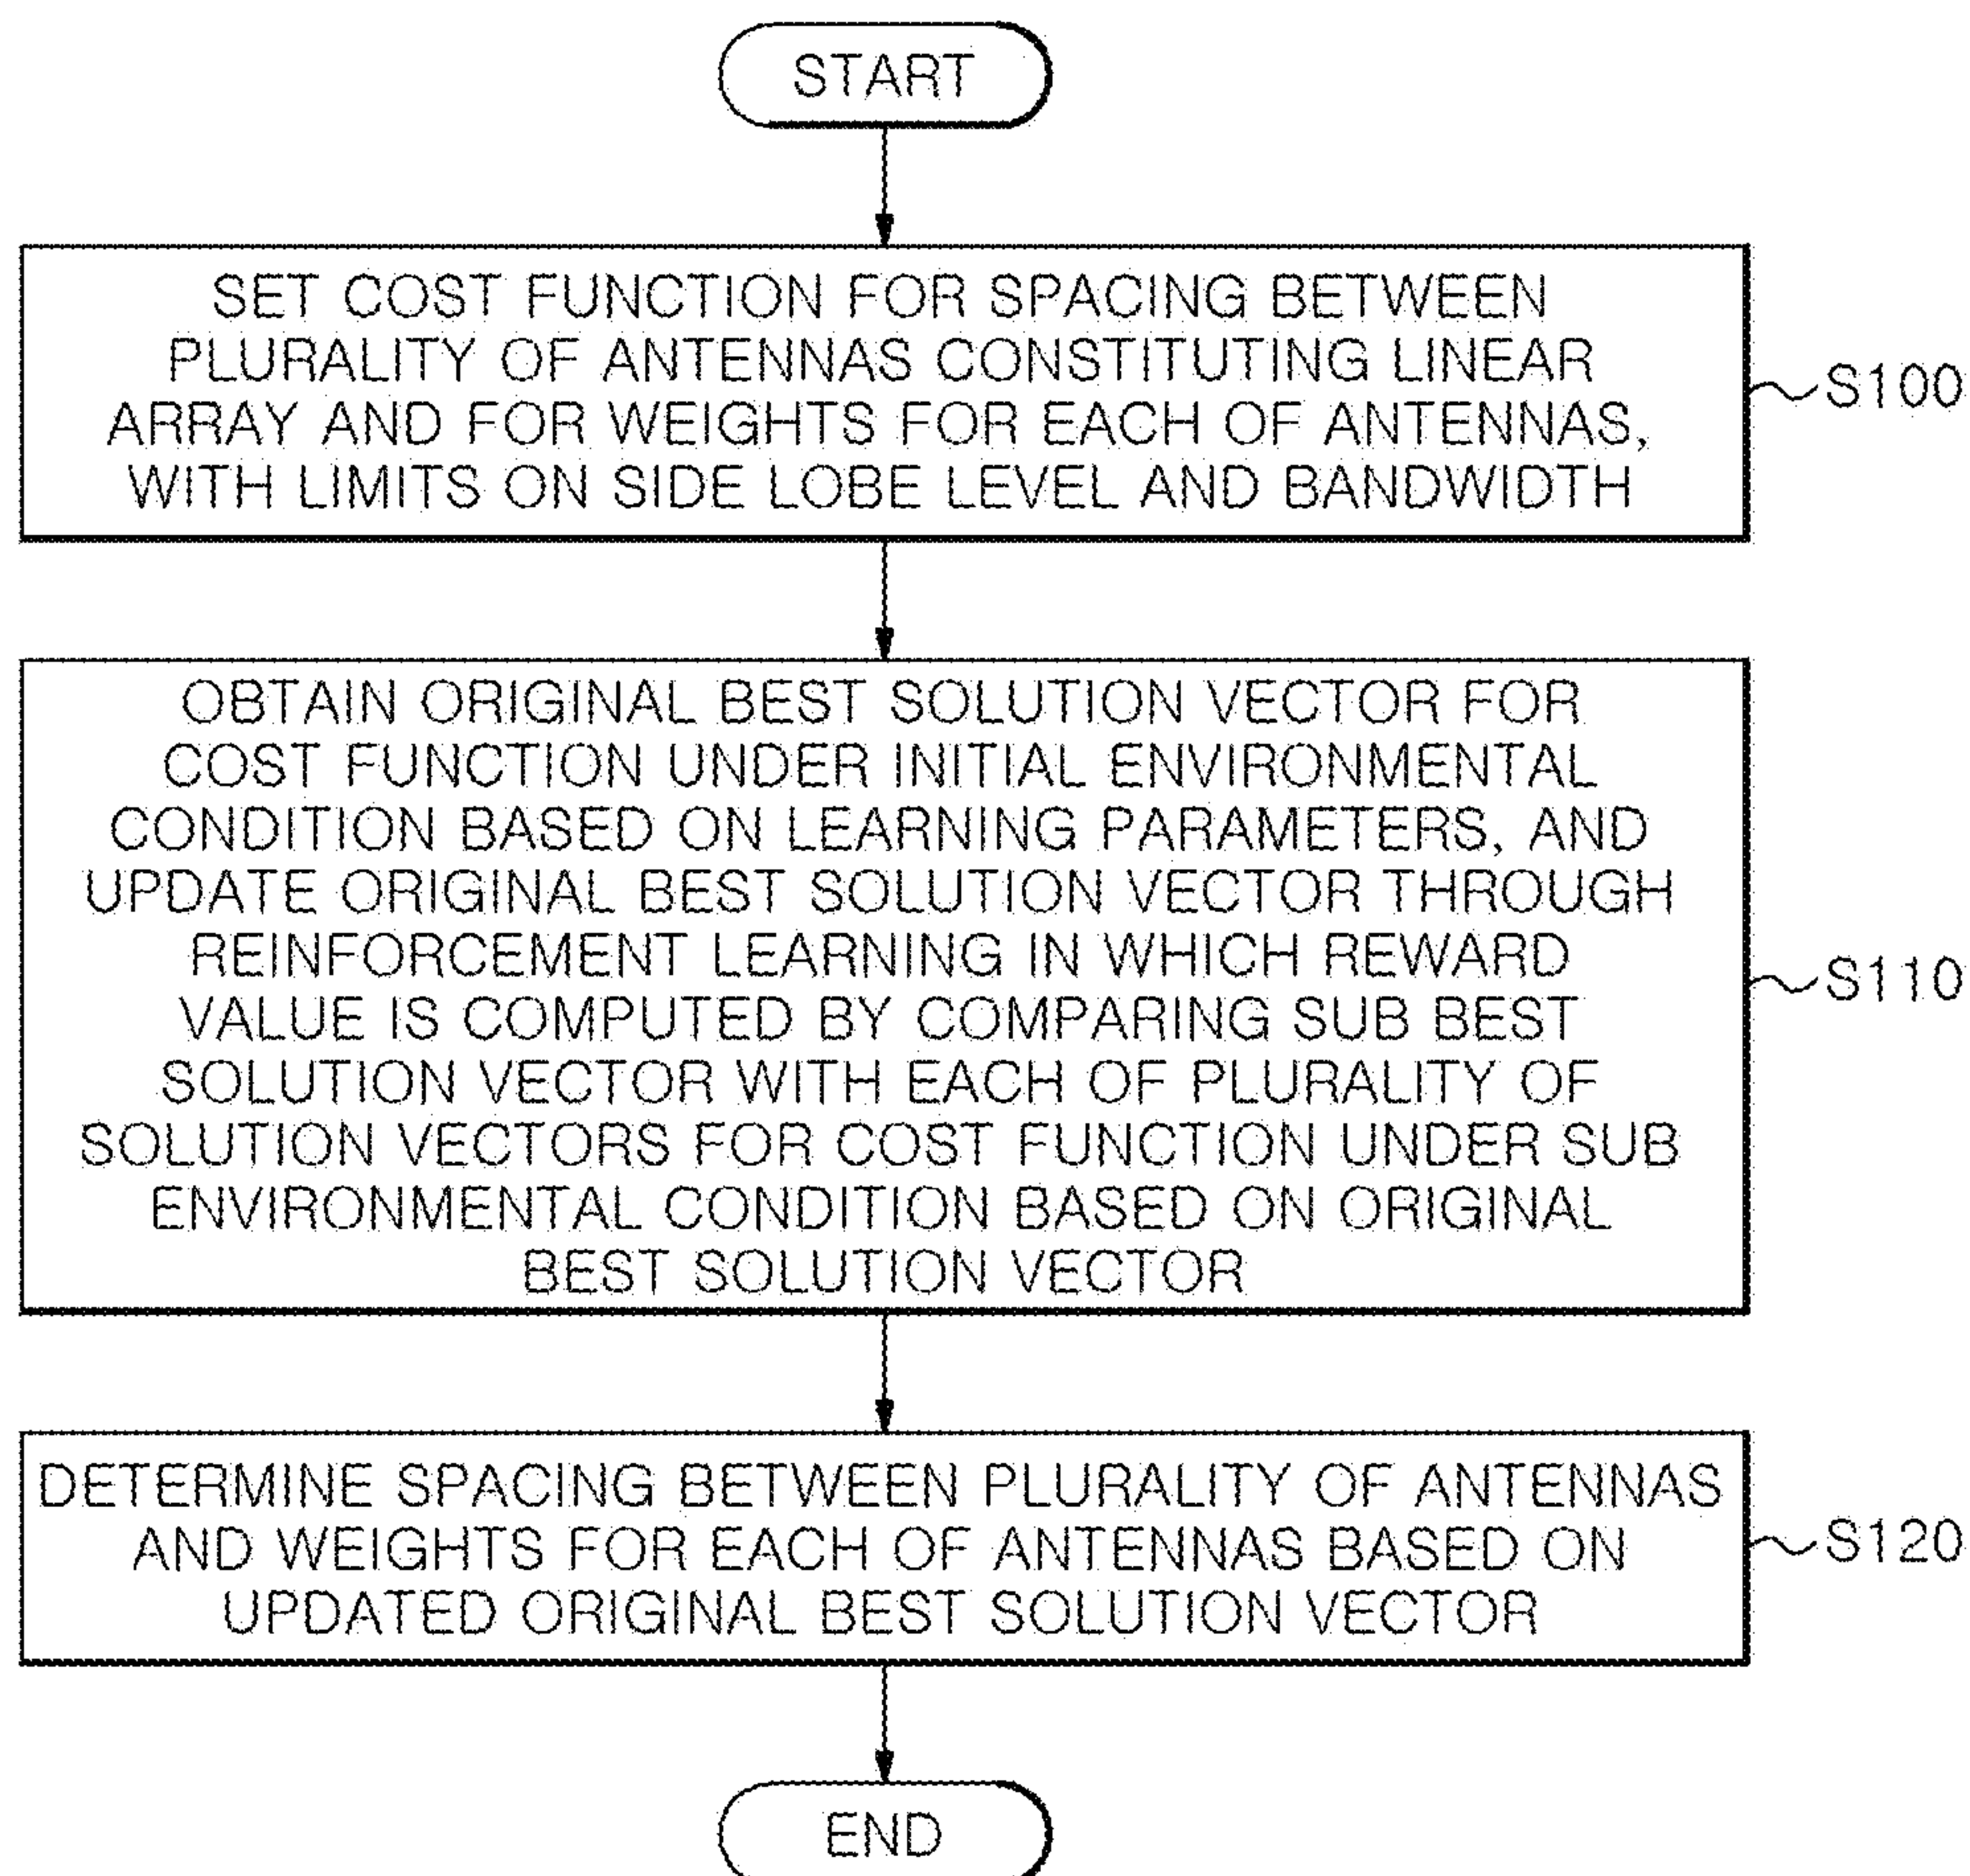 START
SET COST FUNCTION FOR SPACING BETWEEN
PLURALITY OF ANTENNAS CONSTITUTING LINEAR
ARRAY AND FOR WEIGHTS FOR EACH OF ANTENNAS,
WITH LIMITS ON SIDE LOBE LEVEL AND BANDWIDTH
S100
OBTAIN ORIGINAL BEST SOLUTION VECTOR FOR
COST FUNCTION UNDER INITIAL ENVIRONMENTAL
CONDITION BASED ON LEARNING PARAMETERS, AND
UPDATE ORIGINAL BEST SOLUTION VECTOR THROUGH
REINFORCEMENT LEARNING IN WHICH REWARD
VALUE IS COMPUTED BY COMPARING SUB BEST
SOLUTION VECTOR WITH EACH OF PLURALITY OF
SOLUTION VECTORS FOR COST FUNCTION UNDER SUB
ENVIRONMENTAL CONDITION BASED ON ORIGINAL
BEST SOLUTION VECTOR
S110
DETERMINE SPACING BETWEEN PLURALITY OF ANTENNAS
AND WEIGHTS FOR EACH OF ANTENNAS BASED ON
UPDATED ORIGINAL BEST SOLUTION VECTOR
S120
END